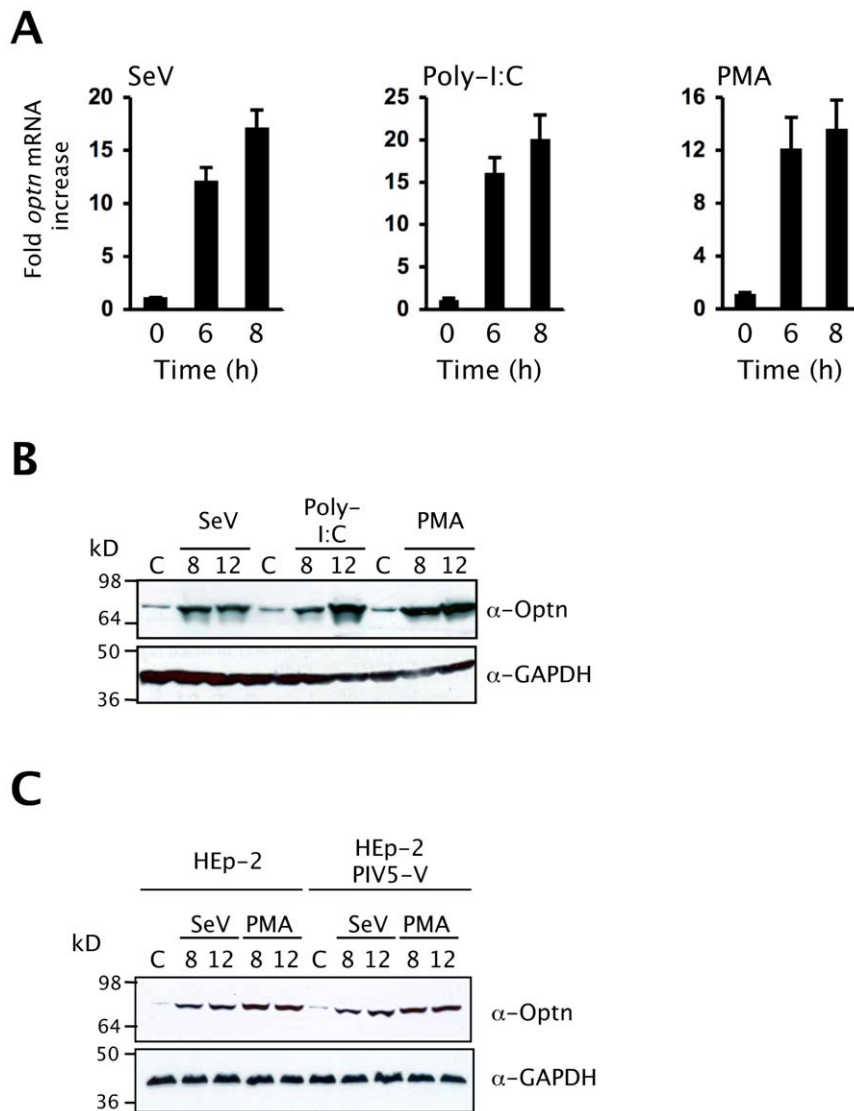 A
SeV
Poly-I:C
PMA
Fold optn mRNA
increase
20
15
10
5
0
0 6 8
Time (h)
25
20
15
10
5
0
0 6 8
Time (h)
16
12
8
4
0
0 6 8
Time (h)
B
SeV
Poly-
I:C
PMA
kD
C 8 12 C 8 12 C 8 12
98
64
α-Optn
50
36
α-GAPDH
C
HEp-2
HEp-2
PIV5-V
SeV PMA SeV PMA
kD
C 8 12 8 12 C 8 12 8 12
98
64
α-Optn
50
36
α-GAPDH